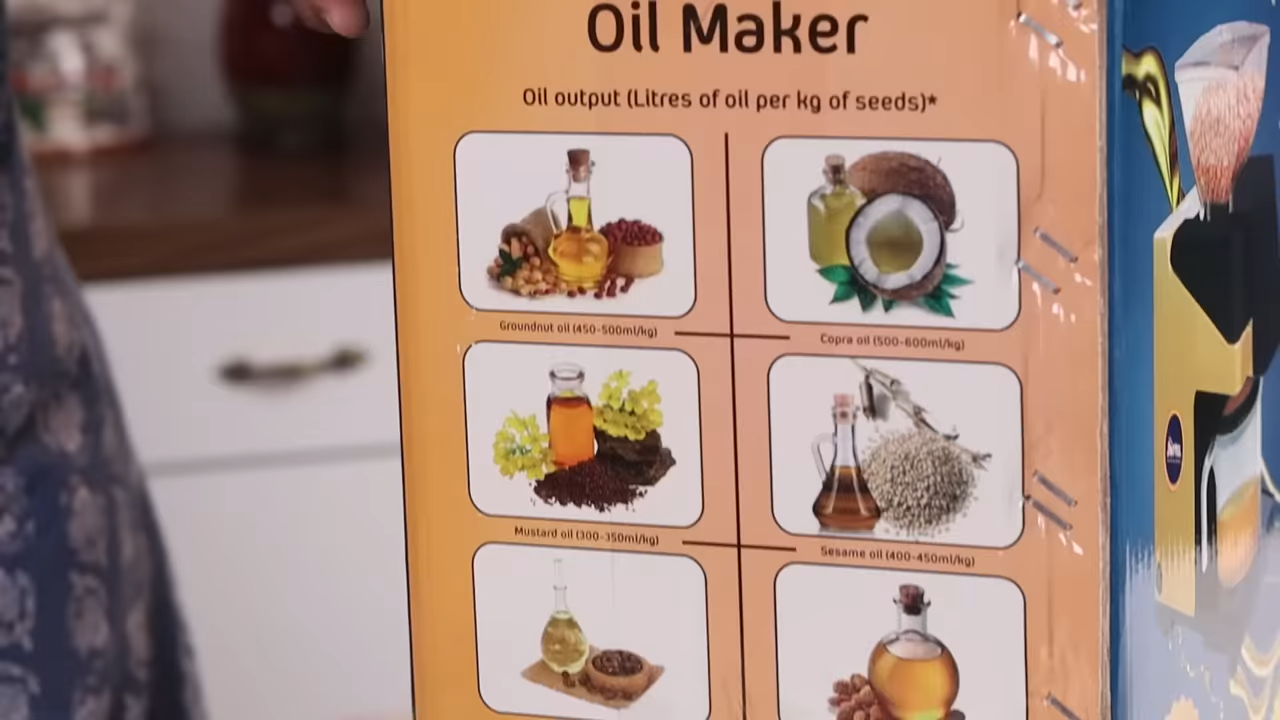 Oil Maker
Oil output (Litres of oil per kg of seeds)*
Groundnut oil (450-500ml/kg)
Copra oil (500-600ml/kg)
Mustard oil (300-350ml/kg)
Sesame oil (400-450ml/kg)